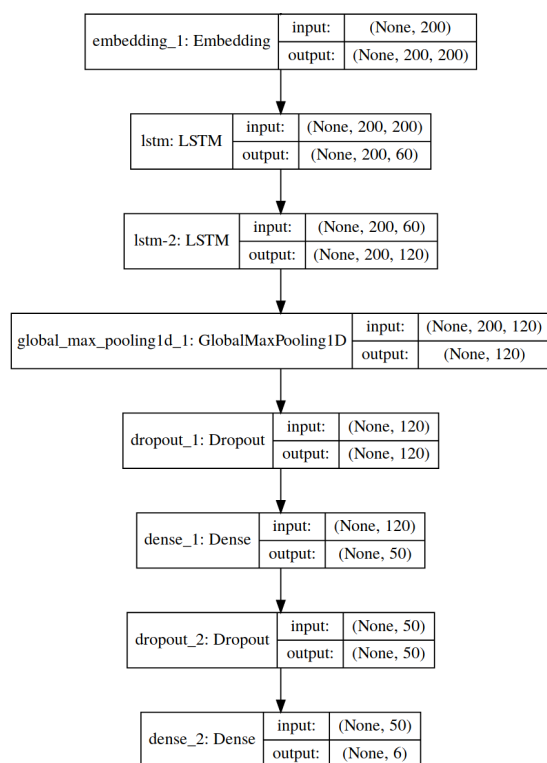 embedding_1: Embedding
input: (None, 200)
output: (None, 200, 200)
lstm: LSTM
input: (None, 200, 200)
output: (None, 200, 60)
lstm-2: LSTM
input: (None, 200, 60)
output: (None, 200, 120)
global_max_pooling1d_1: GlobalMaxPooling1D
input: (None, 200, 120)
output: (None, 120)
dropout_1: Dropout
input: (None, 120)
output: (None, 120)
dense_1: Dense
input: (None, 120)
output: (None, 50)
dropout_2: Dropout
input: (None, 50)
output: (None, 50)
dense_2: Dense
input: (None, 50)
output: (None, 6)